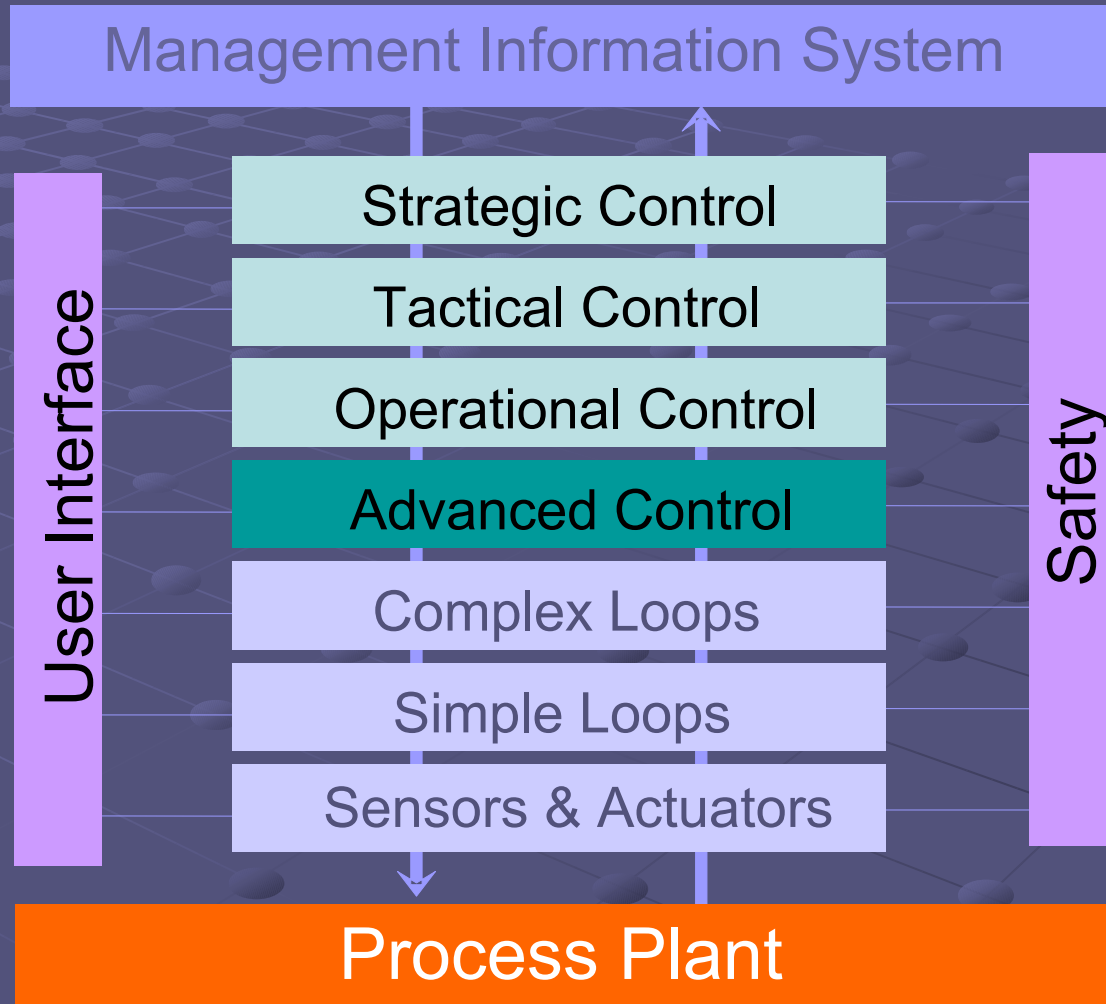 Management Information System
User Interface
Strategic Control
Tactical Control
Operational Control
Advanced Control
Complex Loops
Simple Loops
Sensors & Actuators
Safety
Process Plant